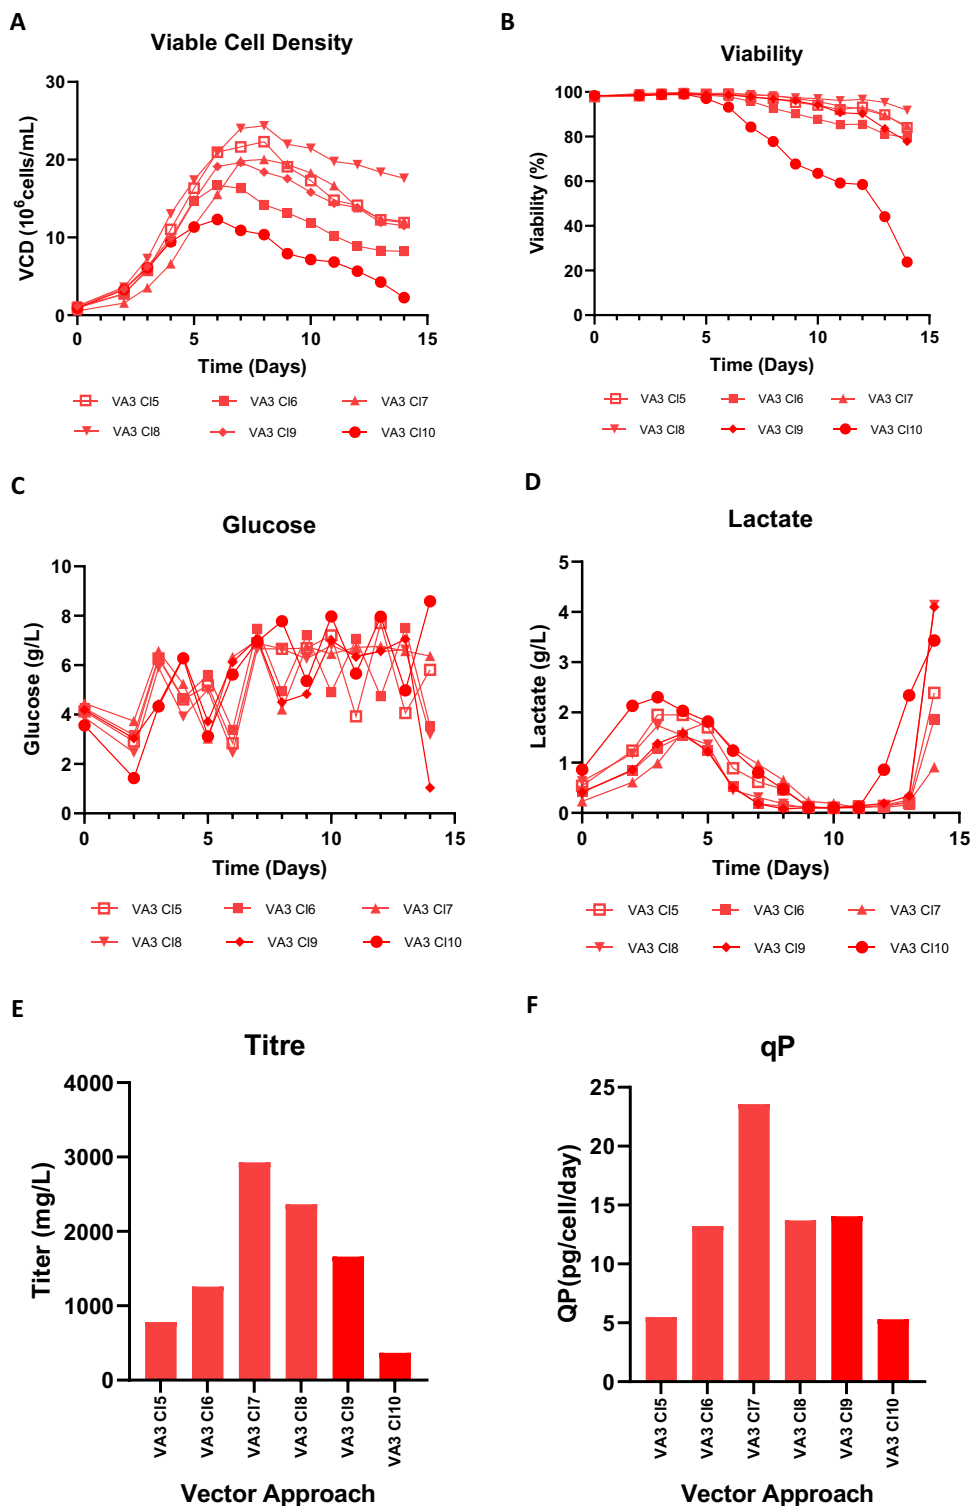 A
Viable Cell Density
30
20
10
0
VCD (10⁶cells/mL)
0 5 10 15
Time (Days)
VA3 Cl5 VA3 Cl6 VA3 Cl7
VA3 Cl8 VA3 Cl9 VA3 Cl10
B
Viability
100
80
60
40
20
0
Viability (%)
0 5 10 15
Time (Days)
VA3 Cl5 VA3 Cl6 VA3 Cl7
VA3 Cl8 VA3 Cl9 VA3 Cl10
C
Glucose
10
8
6
4
2
0
Glucose (g/L)
0 5 10 15
Time (Days)
VA3 Cl5 VA3 Cl6 VA3 Cl7
VA3 Cl8 VA3 Cl9 VA3 Cl10
D
Lactate
5
4
3
2
1
0
Lactate (g/L)
0 5 10 15
Time (Days)
VA3 Cl5 VA3 Cl6 VA3 Cl7
VA3 Cl8 VA3 Cl9 VA3 Cl10
E
Titre
4000
3000
2000
1000
0
Titer (mg/L)
VA3 Cl5
VA3 Cl6
VA3 Cl7
VA3 Cl8
VA3 Cl9
VA3 Cl10
Vector Approach
F
qP
25
20
15
10
5
0
QP(pg/cell/day)
VA3 Cl5
VA3 Cl6
VA3 Cl7
VA3 Cl8
VA3 Cl9
VA3 Cl10
Vector Approach